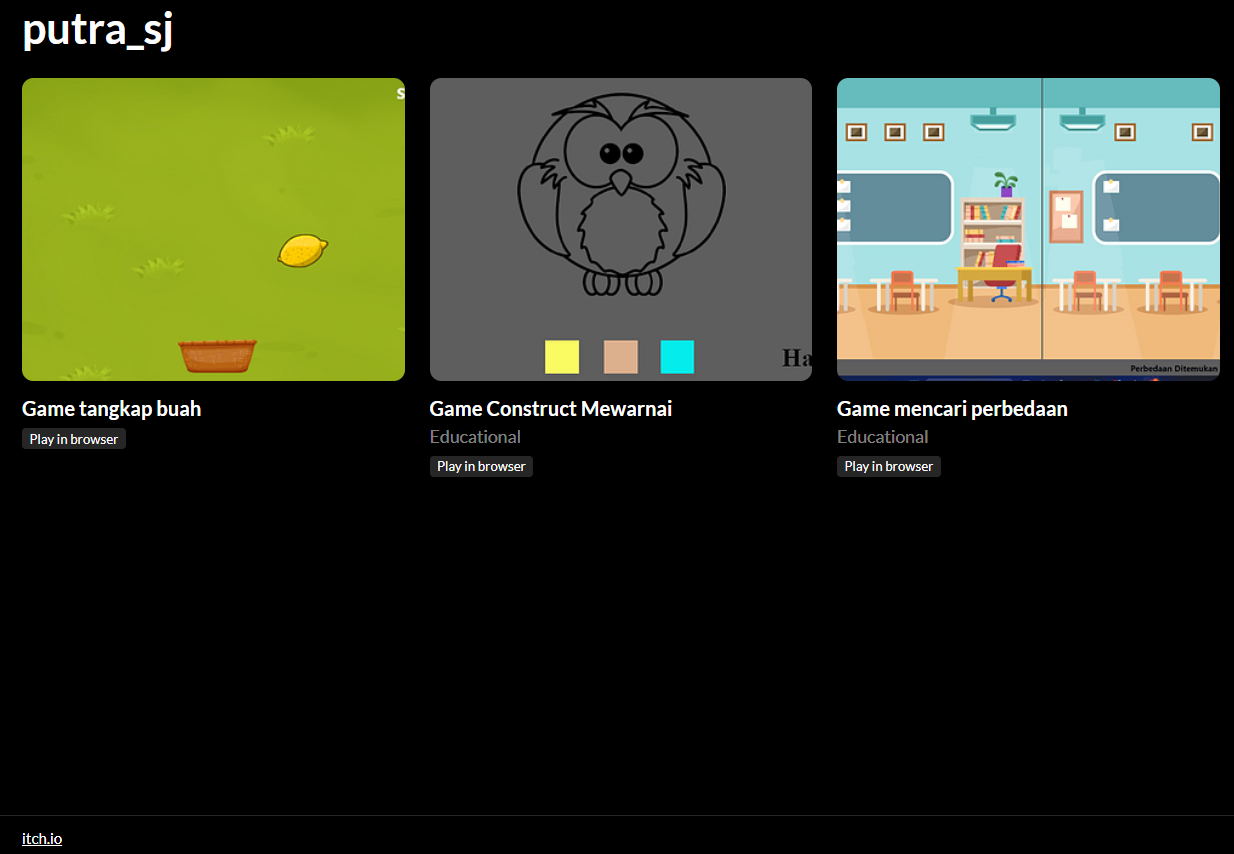 putra_sj
Game tangkap buah
Play in browser
Game Construct Mewarnai
Educational
Play in browser
Perbedaan Ditemukan
Game mencari perbedaan
Educational
Play in browser
itch.io